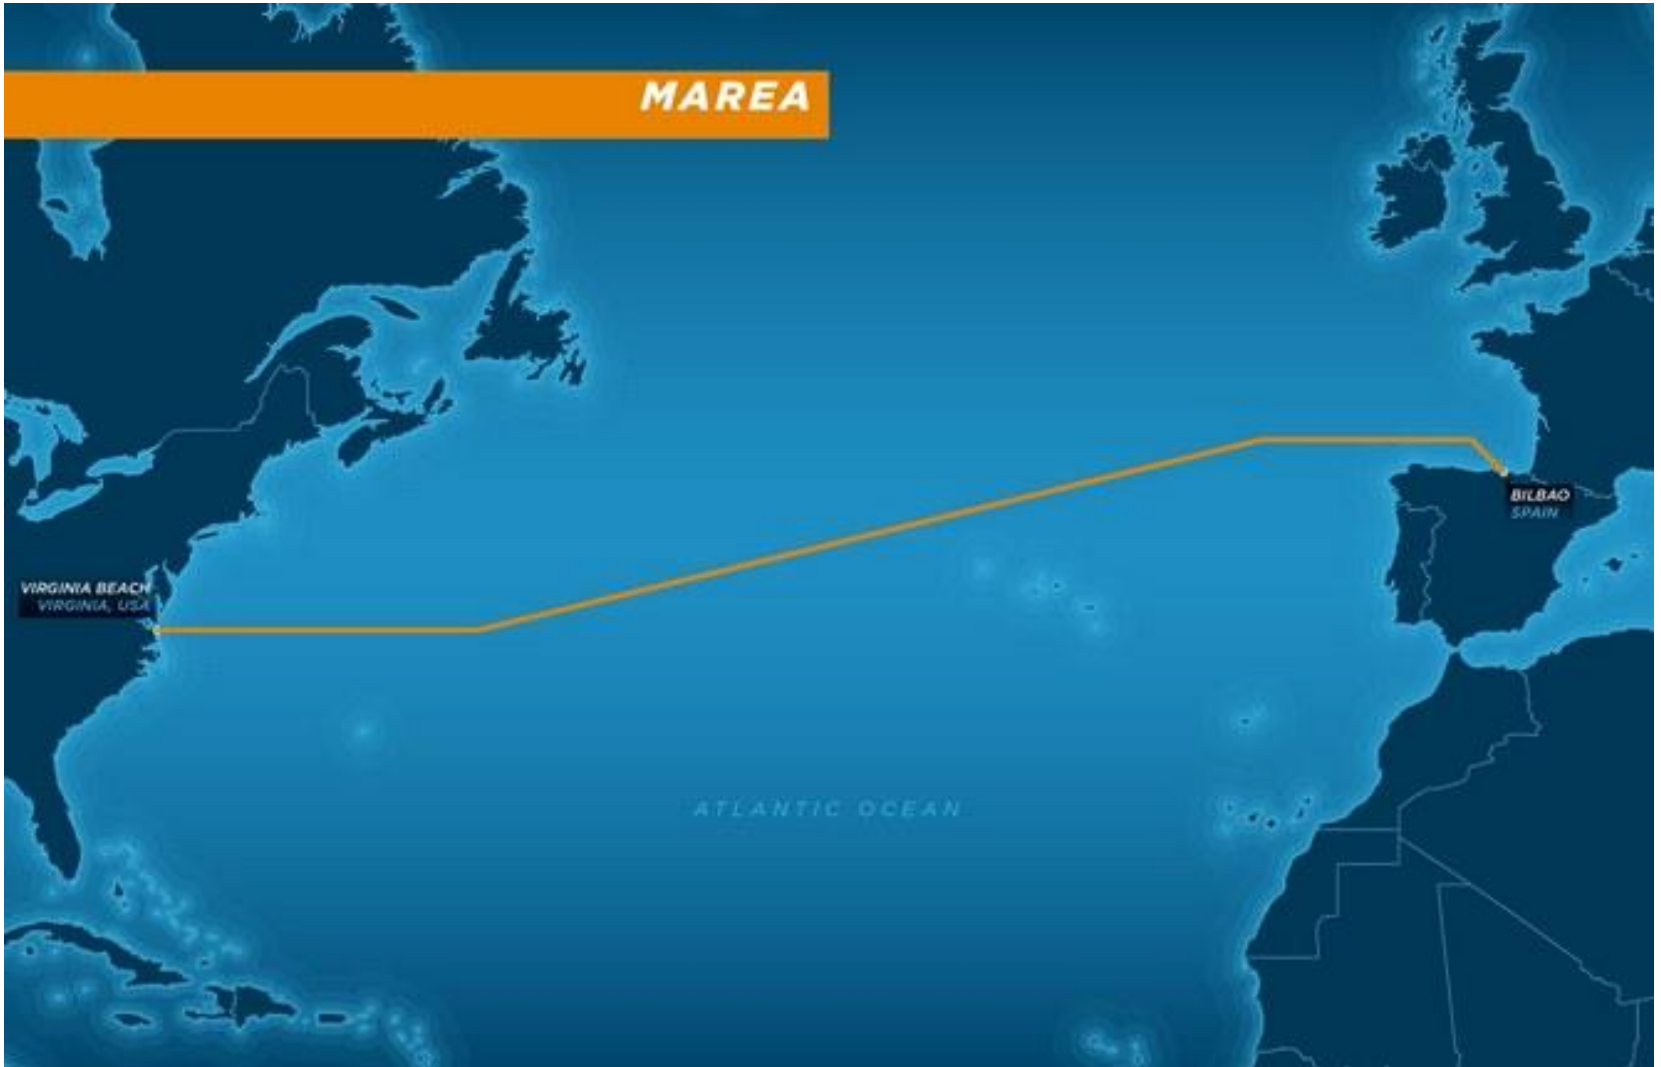 MAREA
BILBAO
SPAIN
VIRGINIA BEACH
VIRGINIA, USA
ATLANTIC OCEAN